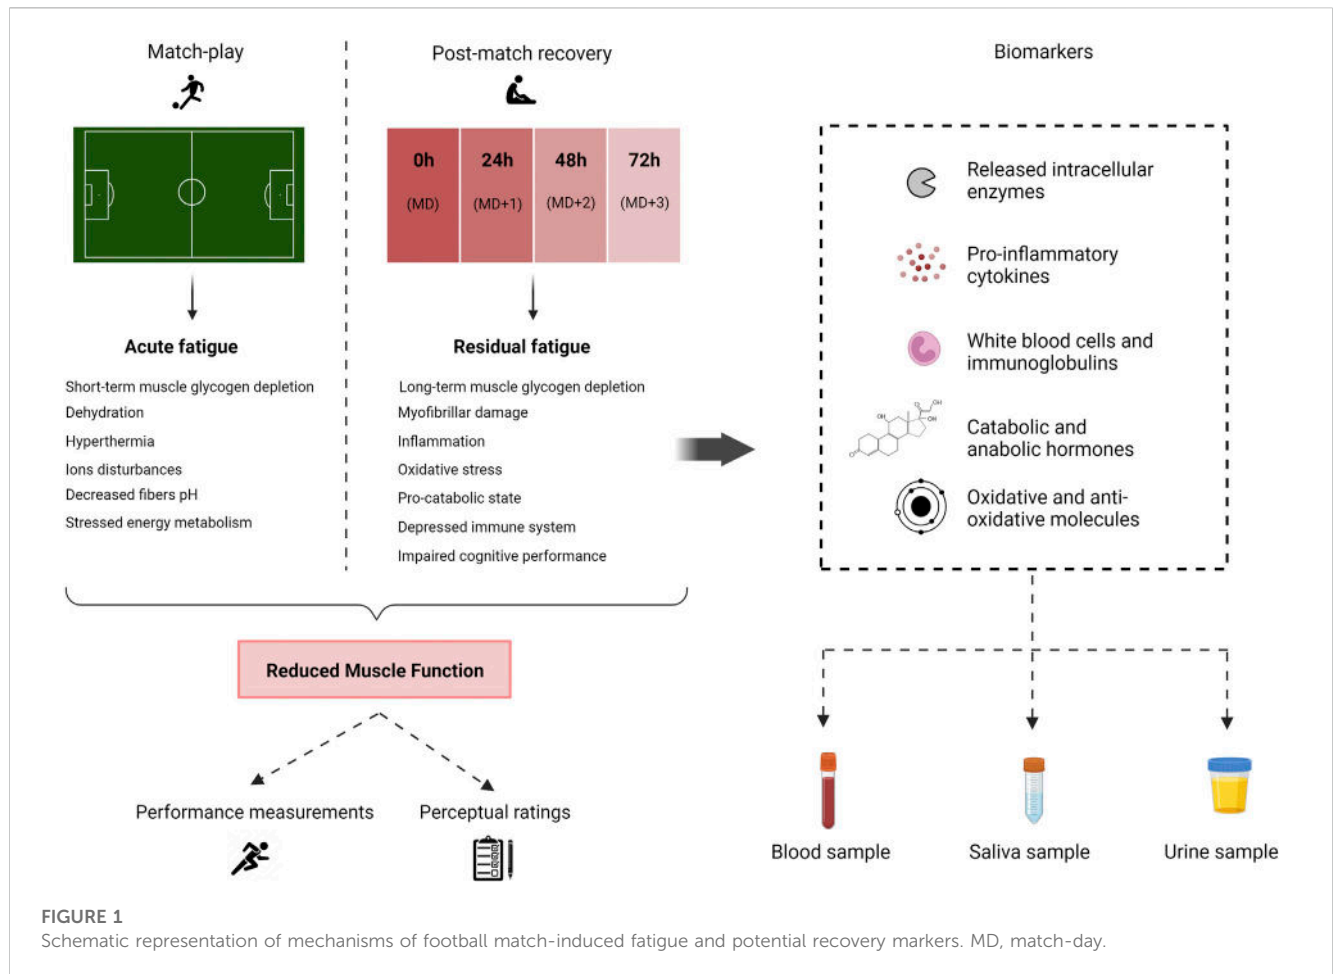 Match-play
Post-match recovery
0h
24h
48h
72h
(MD)
(MD+1)
(MD+2)
(MD+3)
Acute fatigue
Short-term muscle glycogen depletion
Dehydration
Hyperthermia
Ions disturbances
Decreased fibers pH
Stressed energy metabolism
Residual fatigue
Long-term muscle glycogen depletion
Myofibrillar damage
Inflammation
Oxidative stress
Pro-catabolic state
Depressed immune system
Impaired cognitive performance
Reduced Muscle Function
Performance measurements
Perceptual ratings
Biomarkers
Released intracellular
enzymes
Pro-inflammatory
cytokines
White blood cells and
immunoglobulins
O
OH
OH
OH
O
Catabolic and
anabolic hormones
Oxidative and anti-
oxidative molecules
Blood sample
Saliva sample
Urine sample
FIGURE 1
Schematic representation of mechanisms of football match-induced fatigue and potential recovery markers. MD, match-day.